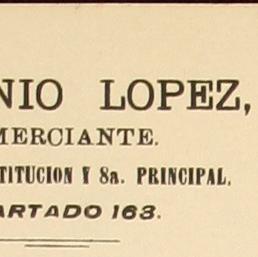 NIO LOPEZ,
MERCIANTE.
TITUCION Y 8a. PRINCIPAL.
ARTADO 163.